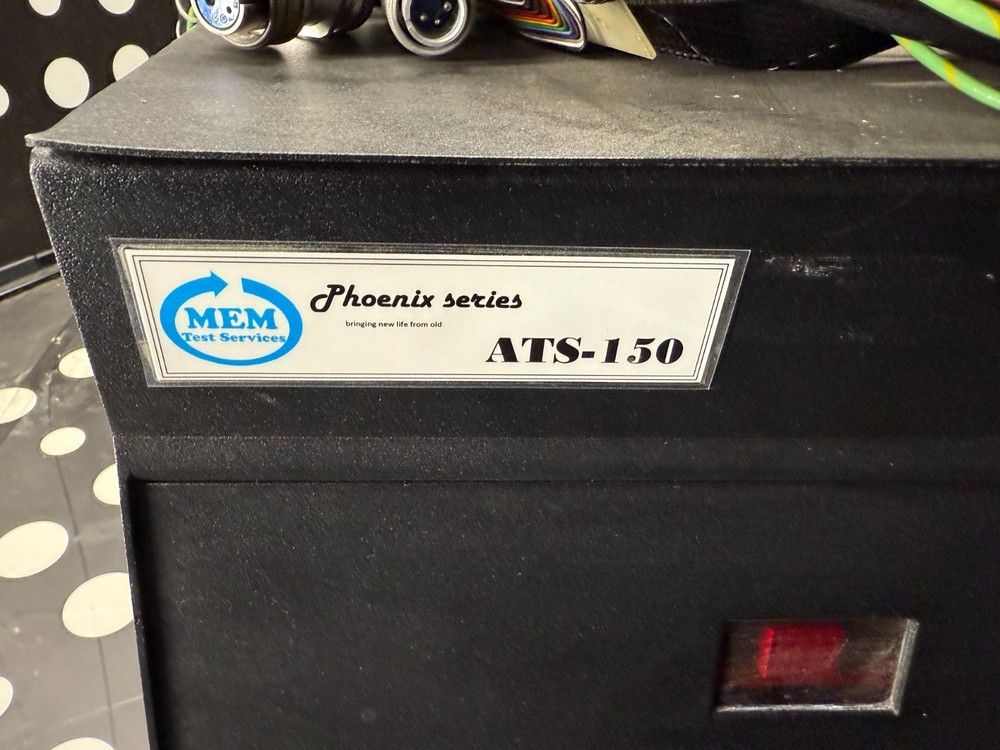 MEM
Test Services
Phoenix series
bringing new life from old
ATS-150